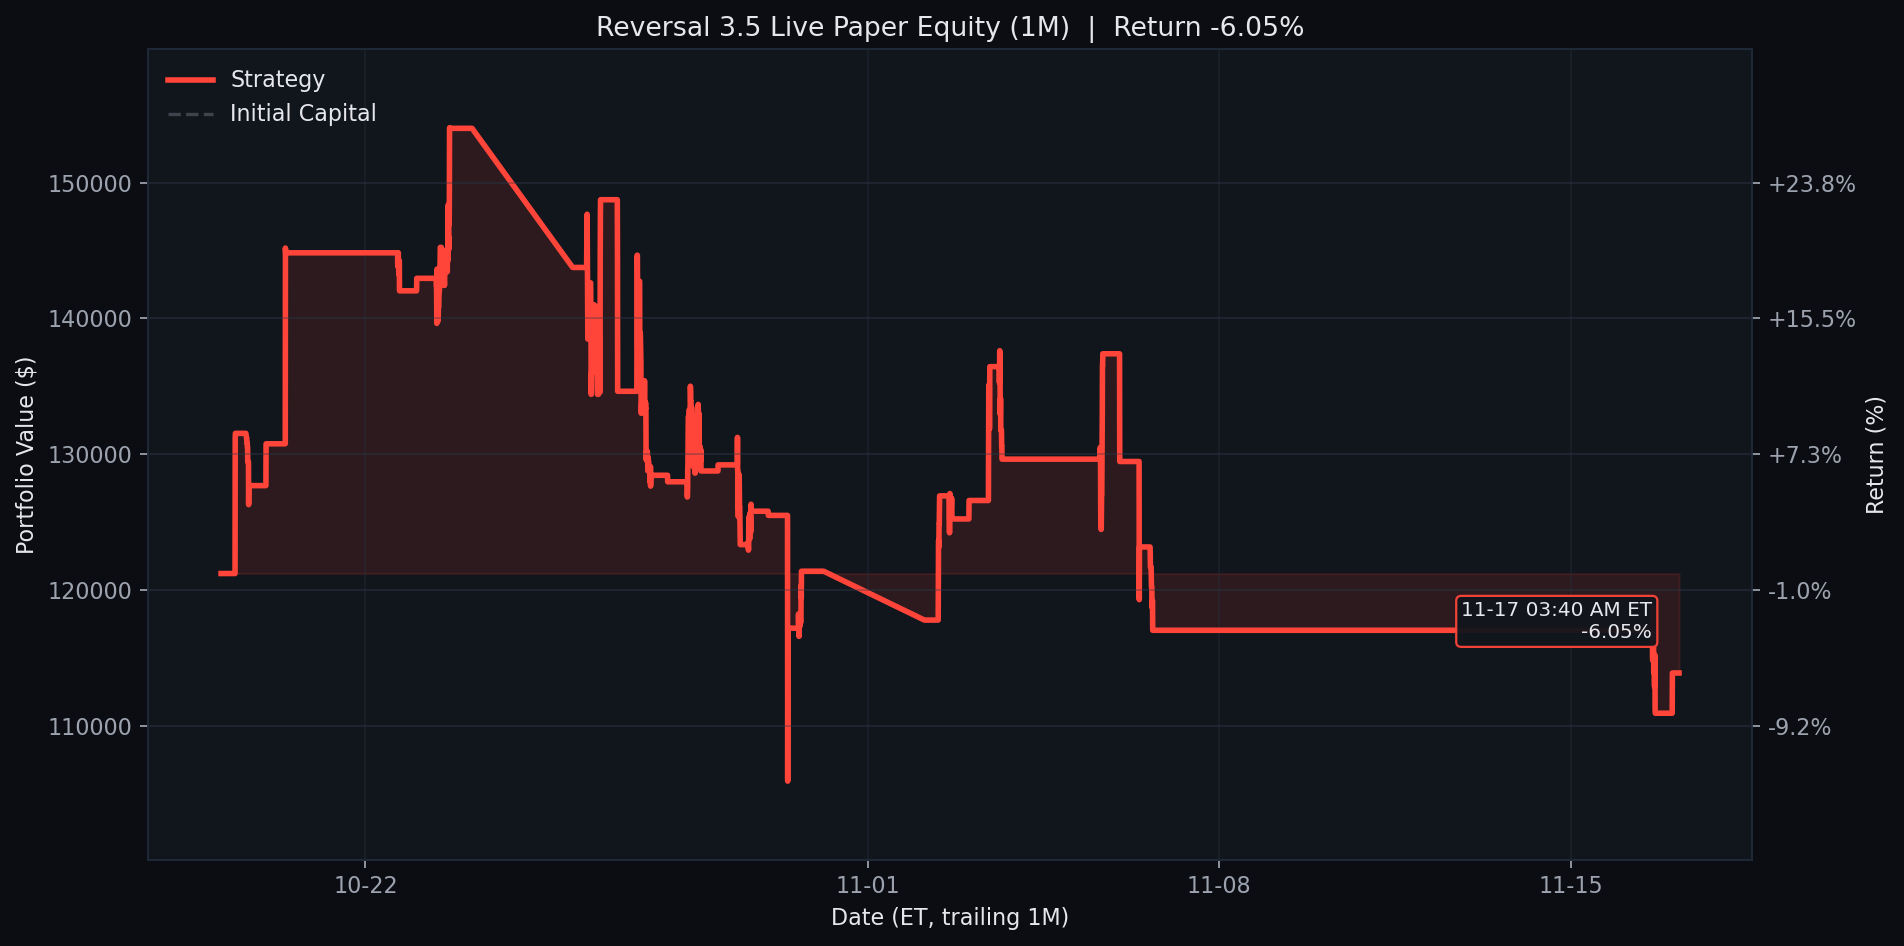 Reversal 3.5 Live Paper Equity (1M)  |  Return -6.05%
Strategy
Initial Capital
Portfolio Value ($)
150000
140000
130000
120000
110000
+23.8%
+15.5%
+7.3%
-1.0%
-9.2%
Return (%)
11-17 03:40 AM ET
-6.05%
10-22
11-01
11-08
11-15
Date (ET, trailing 1M)